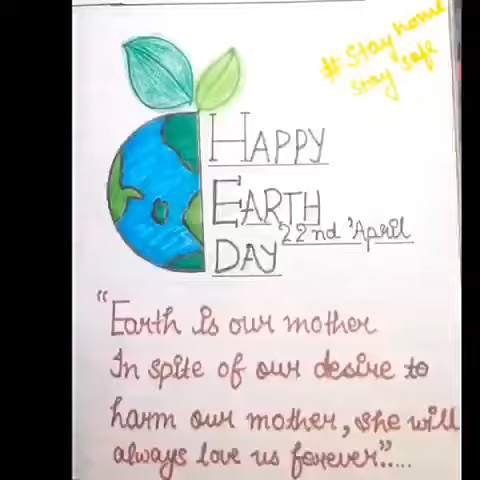 #Stay home
stay safe
HAPPY
EARTH
22nd 'April
DAY
"Earth is our mother
In spite of our desire to
harm our mother, she will
always love us forever".....